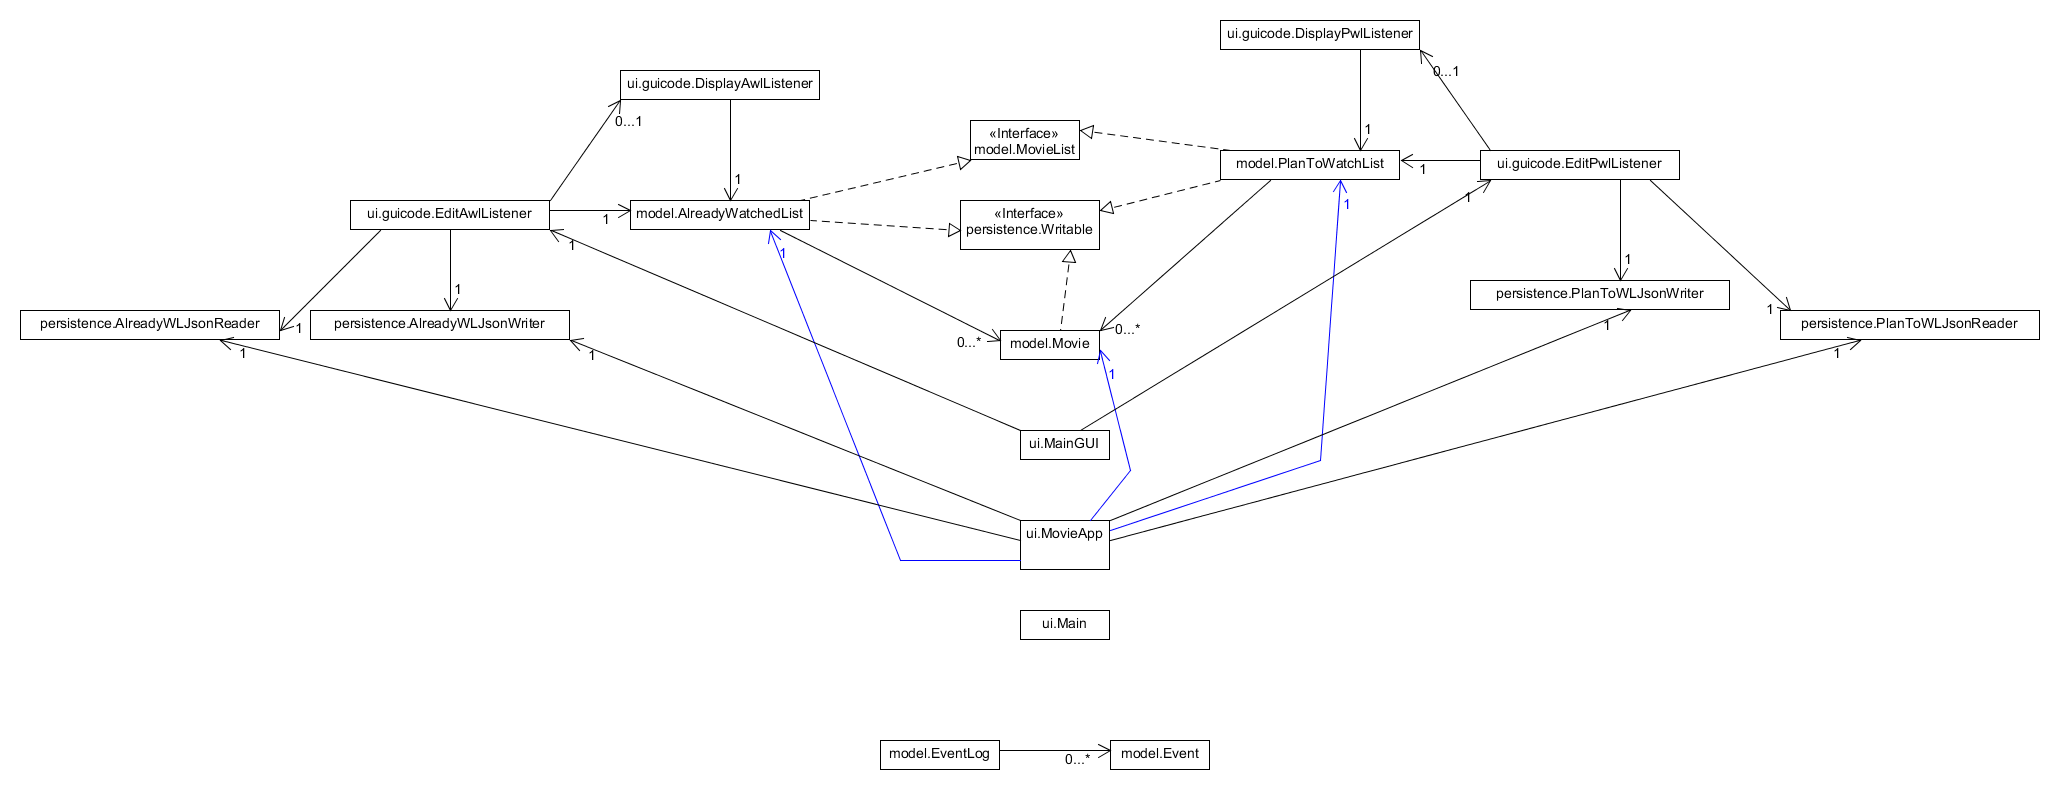 ui.guicode.DisplayPwlListener
0...1
ui.guicode.DisplayAwlListener
0...1
1
«Interface»
model.MovieList
model.PlanToWatchList
1
ui.guicode.EditPwlListener
1
1
ui.guicode.EditAwlListener
1
model.AlreadyWatchedList
«Interface»
persistence.Writable
1
1
1
1
1
persistence.PlanToWLJsonWriter
1
persistence.AlreadyWLJsonReader
1
persistence.AlreadyWLJsonWriter
0...*
model.Movie
0...*
1
1
persistence.PlanToWLJsonReader
1
1
1
1
ui.MainGUI
ui.MovieApp
ui.Main
model.EventLog
0...*
model.Event